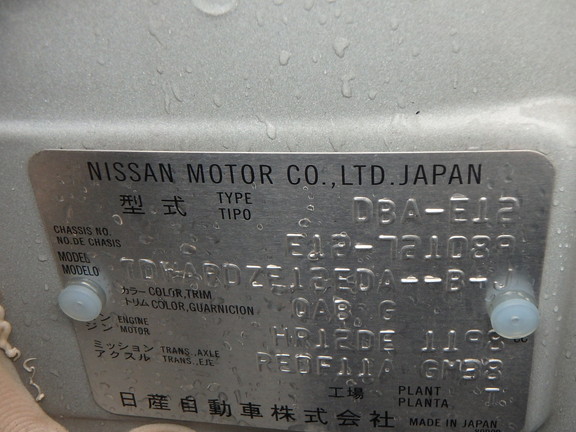 NISSAN MOTOR CO.,LTD.JAPAN
型式 TYPE TIPO DBA-E12
CHASSIS NO. NO.DE CHASIS
MODEL MODELO
カラー COLOR,TRIM
トリム COLOR,GUARNICION
ENGINE
ジン MOTOR HR12DE 1198 cc
ミッション TRANS.,AXLE
アクスル TRANS.,EJE REOF11A
工場 PLANT PLANTA
日産自動車株式会社 MADE IN JAPAN